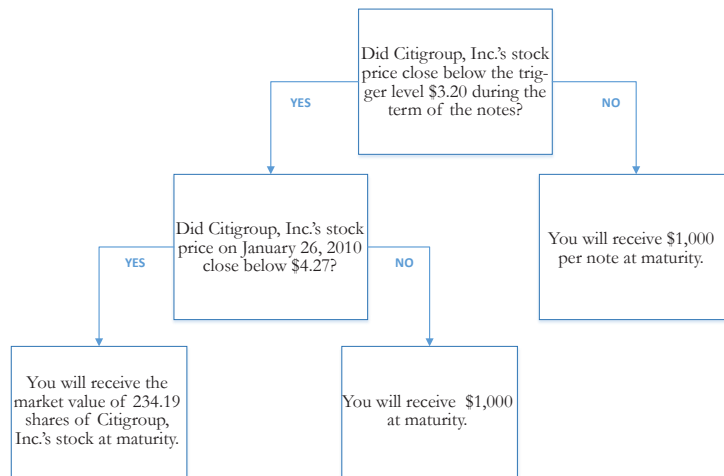 Did Citigroup, Inc.'s stock
price close below the trig-
ger level $3.20 during the
term of the notes?
YES
NO
Did Citigroup, Inc.'s stock
price on January 26, 2010
close below $4.27?
You will receive $1,000
per note at maturity.
YES
NO
You will receive the
market value of 234.19
shares of Citigroup,
Inc.'s stock at maturity.
You will receive $1,000
at maturity.